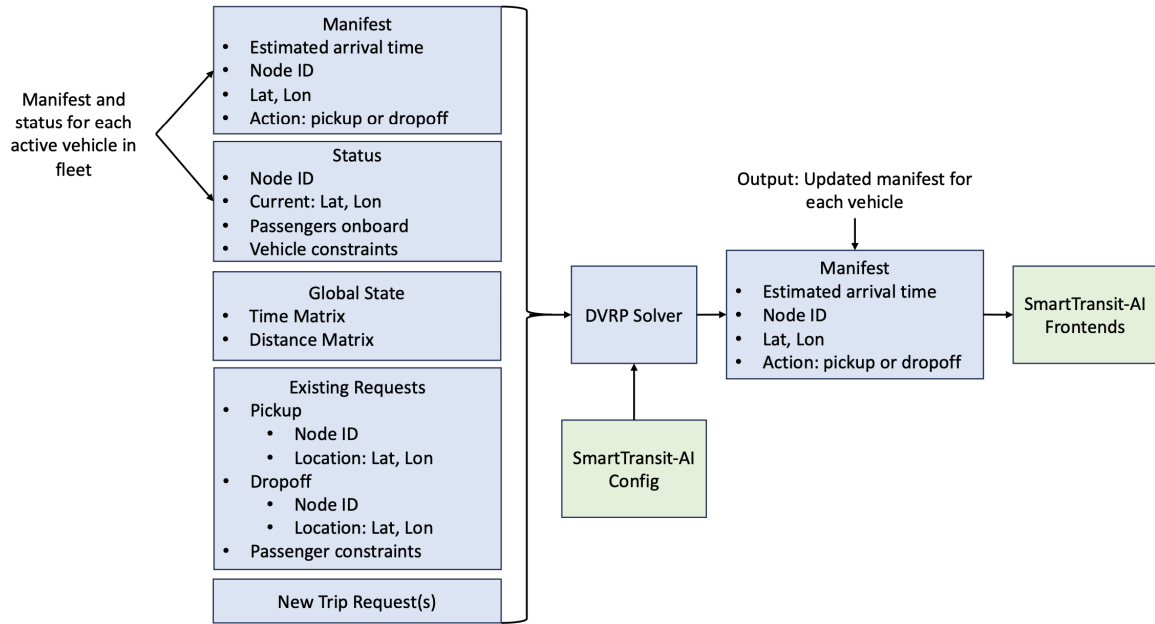 Manifest and
status for each
active vehicle in
fleet
Manifest
• Estimated arrival time
• Node ID
• Lat, Lon
• Action: pickup or dropoff
Status
• Node ID
• Current: Lat, Lon
• Passengers onboard
• Vehicle constraints
Global State
• Time Matrix
• Distance Matrix
Existing Requests
• Pickup
• Node ID
• Location: Lat, Lon
• Dropoff
• Node ID
• Location: Lat, Lon
• Passenger constraints
New Trip Request(s)
DVRP Solver
SmartTransit-AI
Config
Output: Updated manifest for
each vehicle
Manifest
• Estimated arrival time
• Node ID
• Lat, Lon
• Action: pickup or dropoff
SmartTransit-AI
Frontends